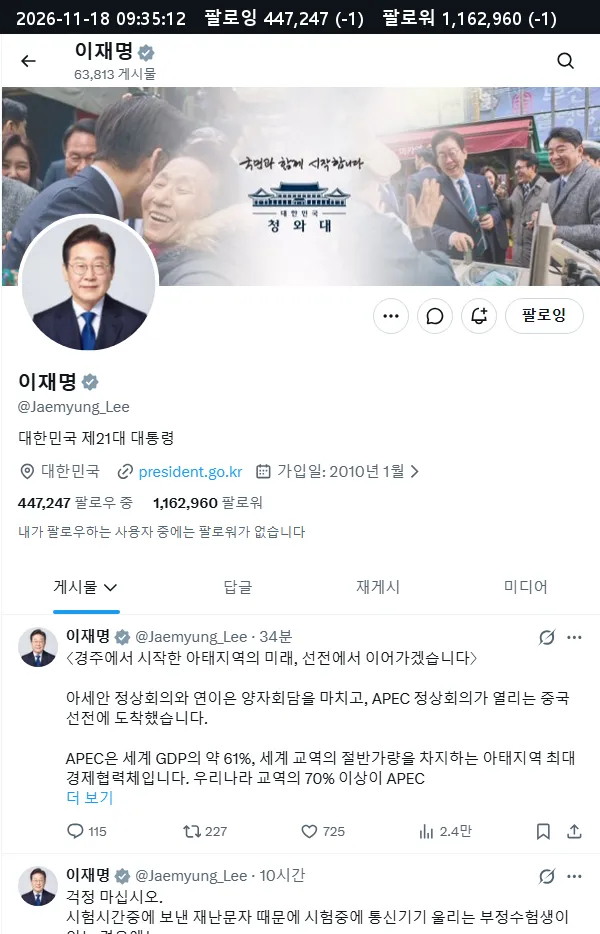 2026-11-18 09:35:12 팔로잉 447,247 (-1) 팔로워 1,162,960 (-1)
이재명
63,813 게시물
국민과 함께 시작합니다
대한민국
청와대
팔로잉
이재명
@Jaemyung_Lee
대한민국 제21대 대통령
대한민국 president.go.kr 가입일: 2010년 1월
447,247 팔로우 중 1,162,960 팔로워
내가 팔로우하는 사용자 중에는 팔로워가 없습니다
게시물 답글 재게시 미디어
이재명 @Jaemyung_Lee · 34분
〈경주에서 시작한 아태지역의 미래, 선전에서 이어가겠습니다〉
아세안 정상회의와 연이은 양자회담을 마치고, APEC 정상회의가 열리는 중국
선전에 도착했습니다.
APEC은 세계 GDP의 약 61%, 세계 교역의 절반가량을 차지하는 아태지역 최대
경제협력체입니다. 우리나라 교역의 70% 이상이 APEC
더 보기
115 227 725 2.4만
이재명 @Jaemyung_Lee · 10시간
걱정 마십시오.
시험시간중에 보낸 재난문자 때문에 시험중에 통신기기 울리는 부정수험생이